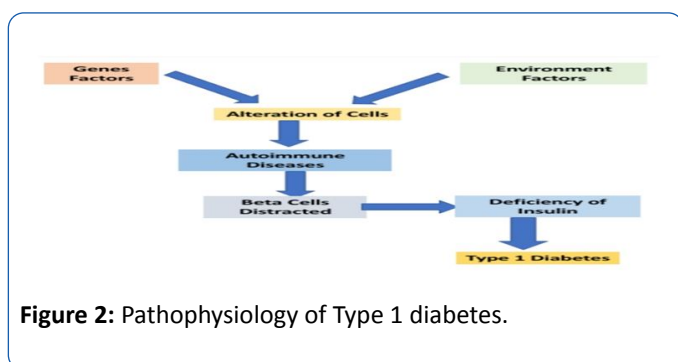 Genes
Factors
Environment
Factors
Alteration of Cells
Autoimmune
Diseases
Beta Cells
Distracted
Deficiency of
Insulin
Type 1 Diabetes
Figure 2: Pathophysiology of Type 1 diabetes.